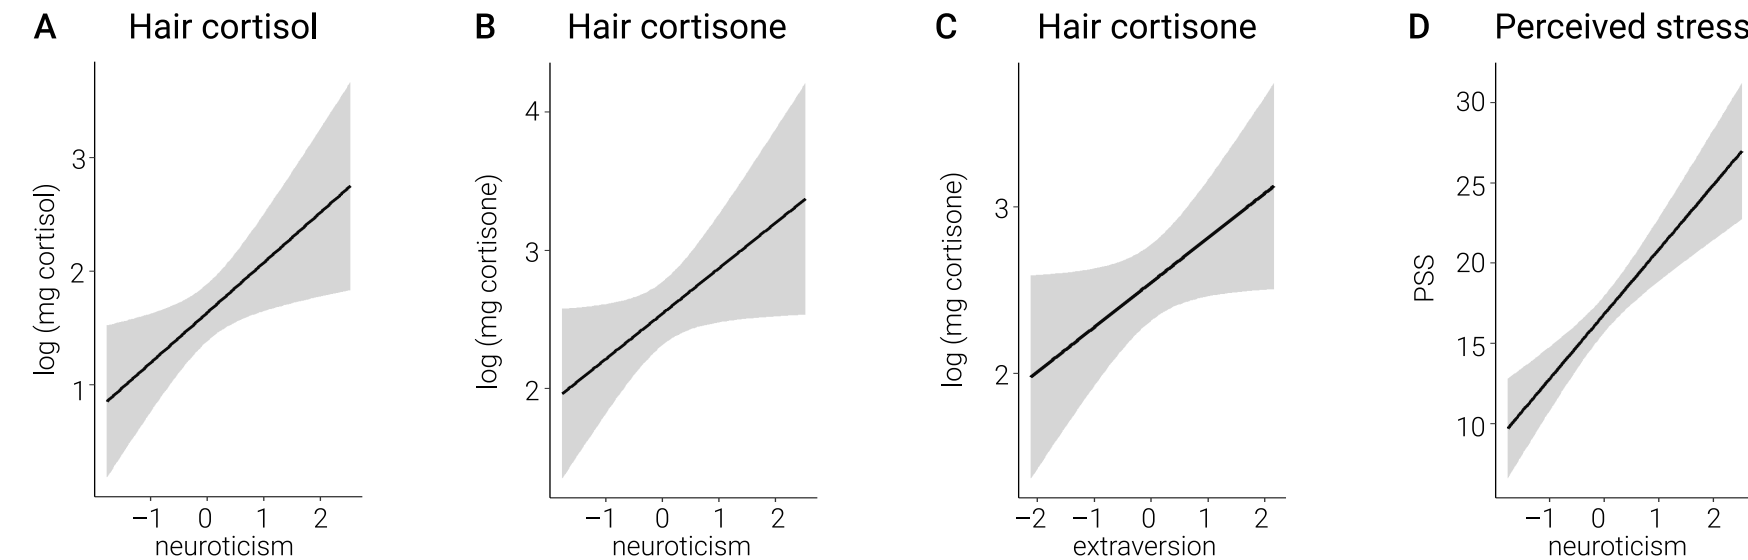 A Hair cortisol
log (mg cortisol)
3
2
1
−1 0 1 2
neuroticism
B Hair cortisone
log (mg cortisone)
4
3
2
−1 0 1 2
neuroticism
C Hair cortisone
log (mg cortisone)
3
2
−2 −1 0 1 2
extraversion
D Perceived stress
PSS
30
25
20
15
10
−1 0 1 2
neuroticism